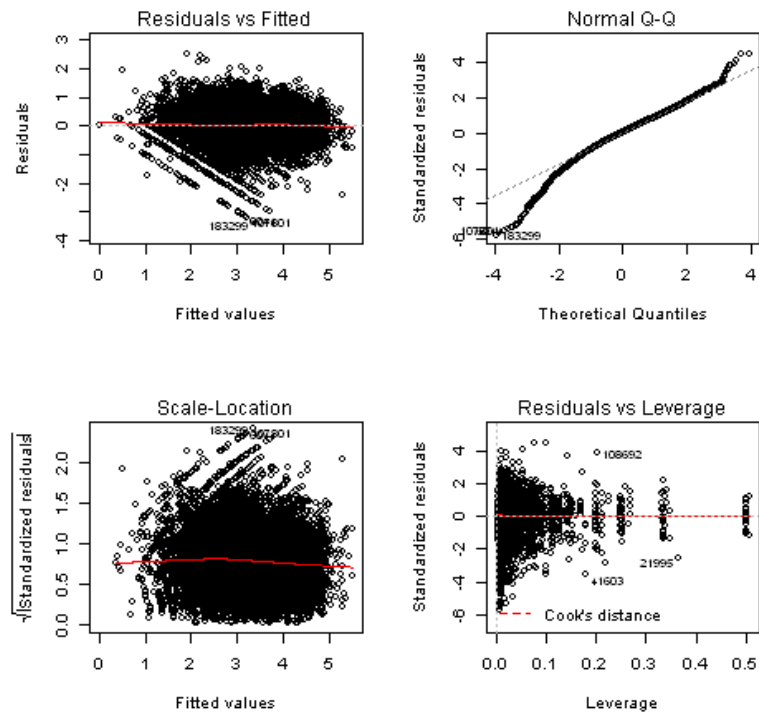 Residuals vs Fitted
Residuals
3
2
1
0
-2
-4
183299
0 1 2 3 4 5
Fitted values
Normal Q-Q
Standardized residuals
4
2
0
-2
-4
-6
183299
-4 -2 0 2 4
Theoretical Quantiles
Scale-Location
√|Standardized residuals|
2.0
1.5
1.0
0.5
0.0
183299
0 1 2 3 4 5
Fitted values
Residuals vs Leverage
Standardized residuals
4
2
0
-2
-4
-6
108692
21995
41603
Cook's distance
0.0 0.1 0.2 0.3 0.4 0.5
Leverage